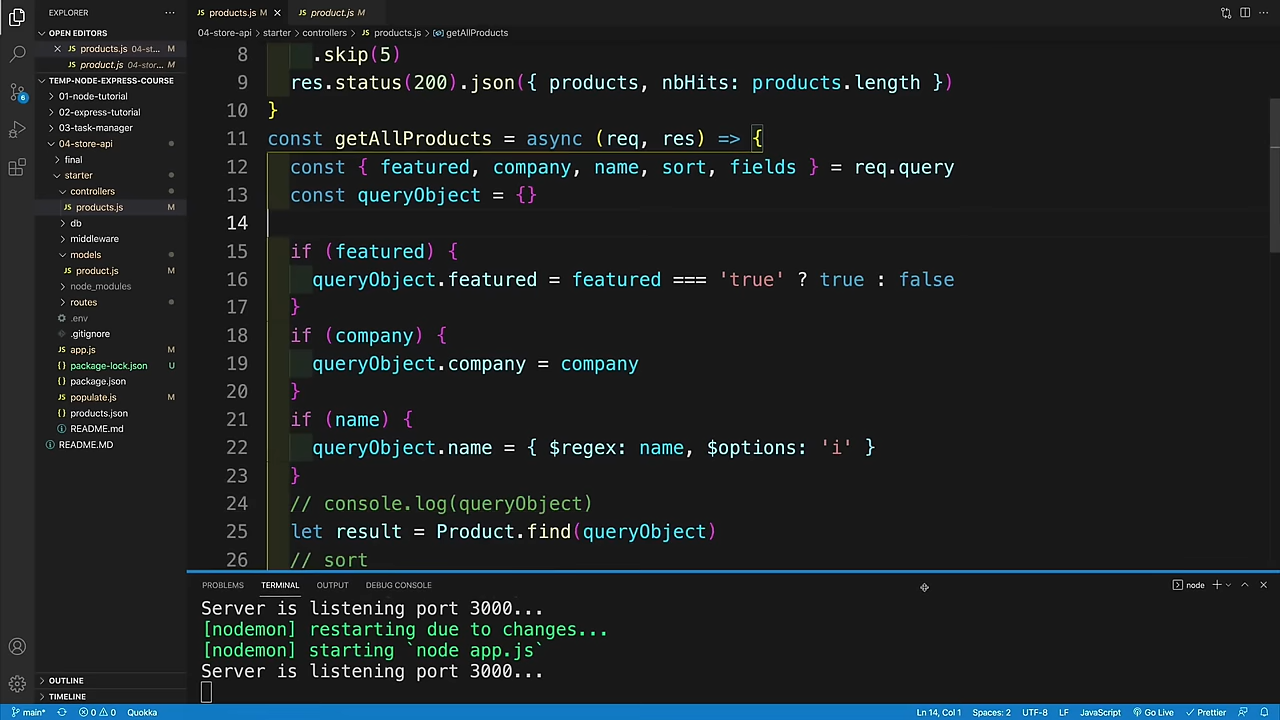 EXPLORER
OPEN EDITORS
products.js 04-st... M
product.js 04-stor... M
TEMP-NODE-EXPRESS-COURSE
01-node-tutorial
02-express-tutorial
03-task-manager
04-store-api
final
starter
controllers
products.js M
db
middleware
models
product.js M
node_modules
routes
.env
.gitignore
app.js M
package-lock.json U
package.json
populate.js M
products.json
README.md
README.MD
OUTLINE
TIMELINE
products.js M
product.js M
04-store-api > starter > controllers > products.js > getAllProducts
8 .skip(5)
9 res.status(200).json({ products, nbHits: products.length })
10 }
11 const getAllProducts = async (req, res) => {
12 const { featured, company, name, sort, fields } = req.query
13 const queryObject = {}
14
15 if (featured) {
16 queryObject.featured = featured === 'true' ? true : false
17 }
18 if (company) {
19 queryObject.company = company
20 }
21 if (name) {
22 queryObject.name = { $regex: name, $options: 'i' }
23 }
24 // console.log(queryObject)
25 let result = Product.find(queryObject)
26 // sort
PROBLEMS TERMINAL OUTPUT DEBUG CONSOLE node
Server is listening port 3000...
[nodemon] restarting due to changes...
[nodemon] starting `node app.js`
Server is listening port 3000...
6
main* 0 0 Quokka Ln 14, Col 1 Spaces: 2 UTF-8 LF JavaScript Go Live Prettier